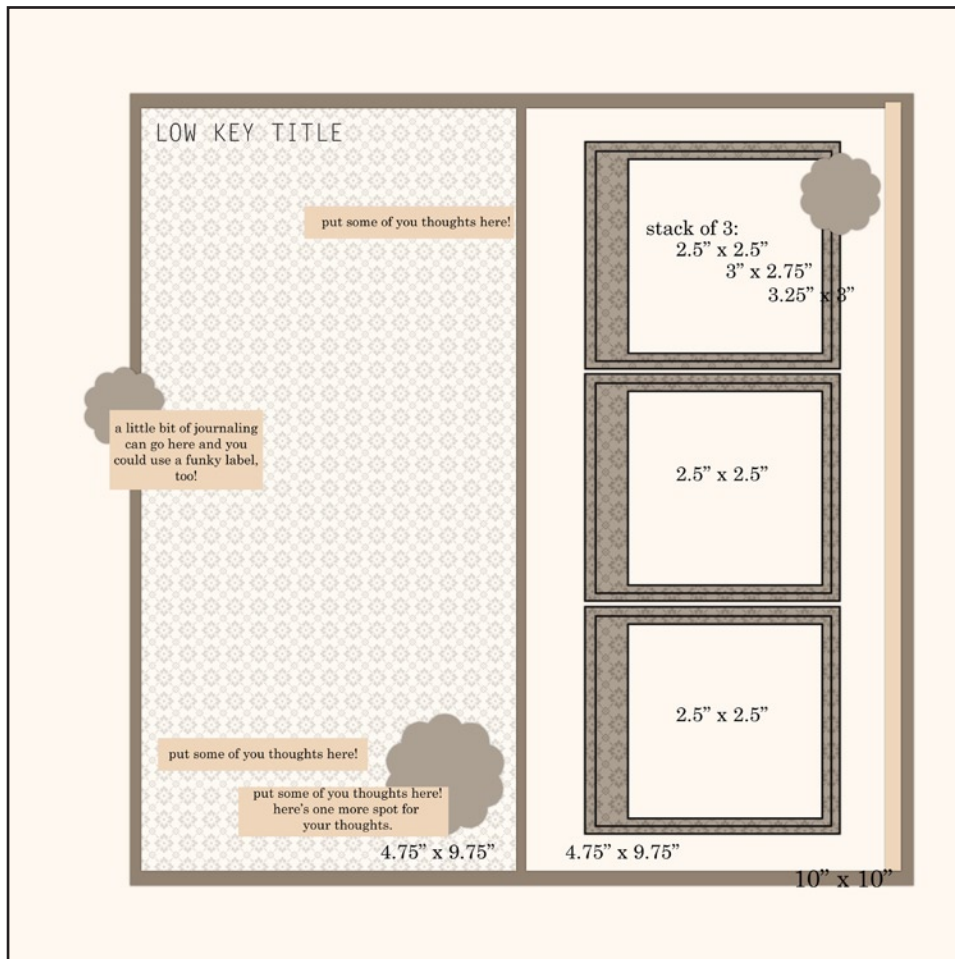 LOW KEY TITLE
put some of you thoughts here!
a little bit of journaling
can go here and you
could use a funky label,
too!
put some of you thoughts here!
put some of you thoughts here!
here's one more spot for
your thoughts.
4.75” x 9.75”
stack of 3:
2.5” x 2.5”
3” x 2.75”
3.25” x 3”
2.5” x 2.5”
2.5” x 2.5”
4.75” x 9.75”
10” x 10”